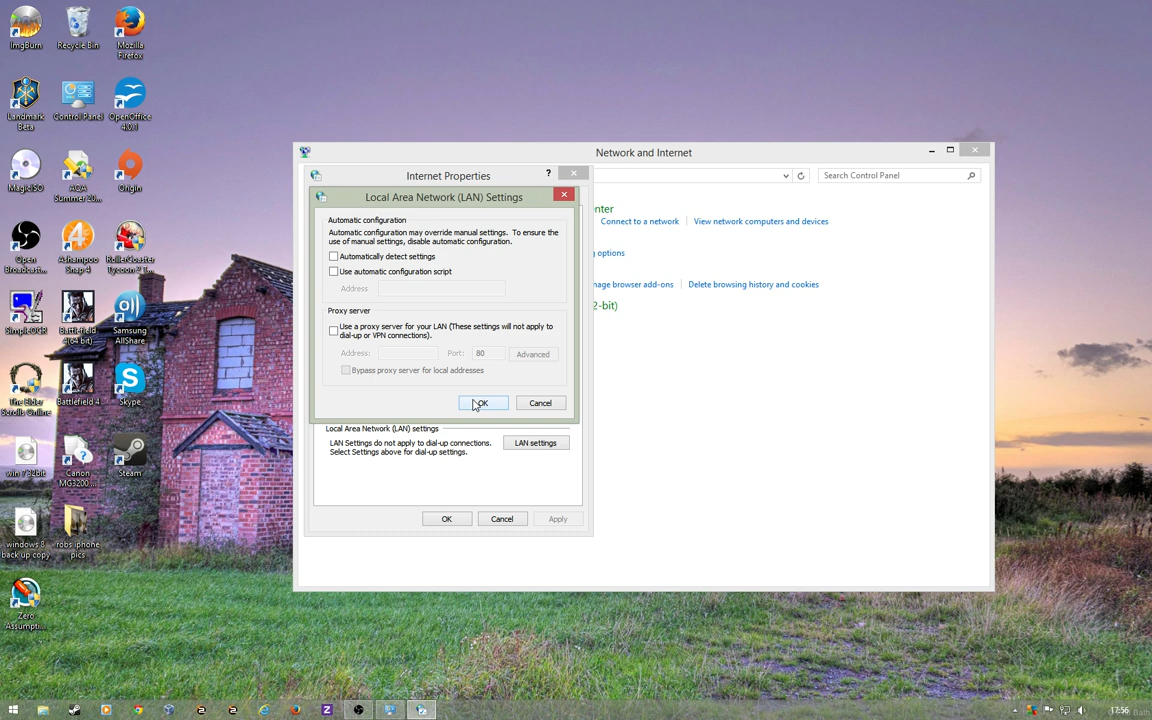 ImgBurn
Recycle Bin
Mozilla
Firefox
Landmark
Beta
Control Panel
OpenOffice
4.0.1
MagicISO
AQA
Summer 20...
Origin
Open
Broadcast...
Ashampoo
Snap 4
RollerCoaster
Tycoon 2 T...
SimpleOCR
Battlefield
4(64 bit)
Samsung
AllShare
The Elder
Scrolls Online
Battlefield 4
Skype
win 7 32bit
Canon
MG3200 ...
Steam
windows 8
back up copy
robs iphone
pics
Zero
Assumpti...
Network and Internet
Search Control Panel
Connect to a network
View network computers and devices
options
Delete browsing history and cookies
Internet Properties
?
Local Area Network (LAN) Settings
Automatic configuration
Automatic configuration may override manual settings. To ensure the
use of manual settings, disable automatic configuration.
Automatically detect settings
Use automatic configuration script
Address
Proxy server
Use a proxy server for your LAN (These settings will not apply to
dial-up or VPN connections).
Address:
Port:
80
Advanced
Bypass proxy server for local addresses
OK
Cancel
Local Area Network (LAN) settings
LAN Settings do not apply to dial-up connections.
Select Settings above for dial-up settings.
LAN settings
OK
Cancel
Apply
17:56
Bath